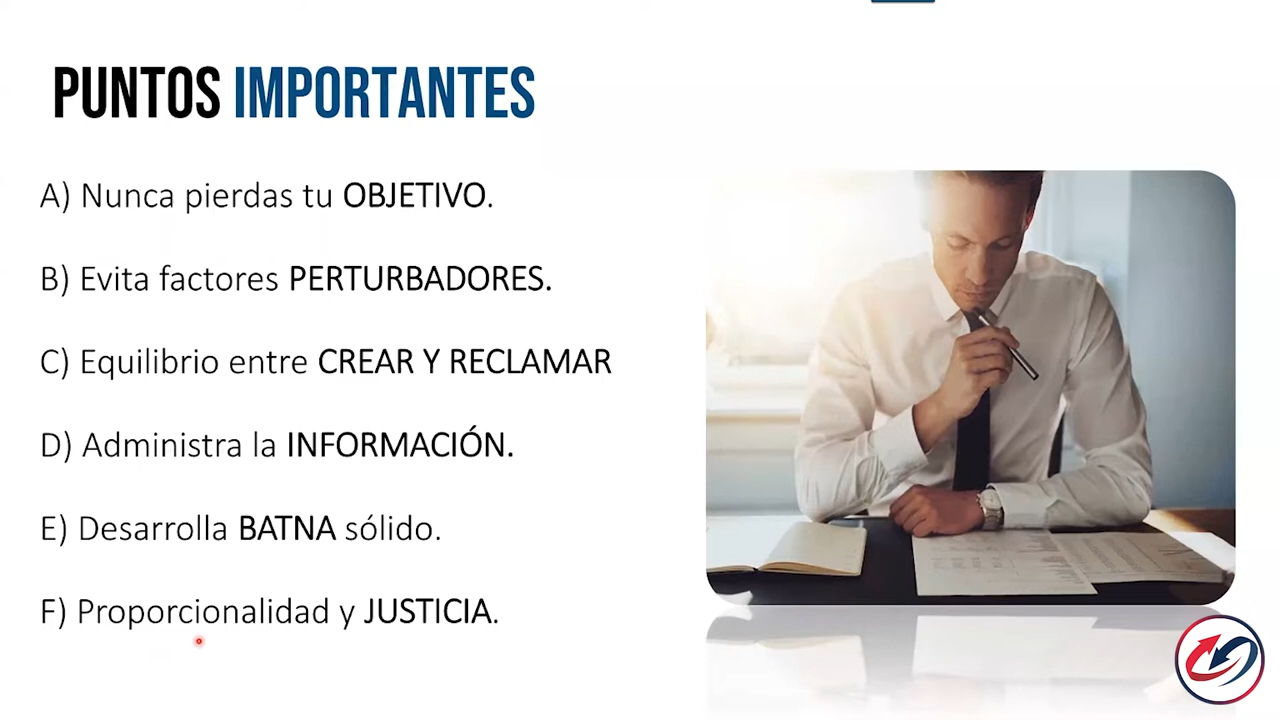 PUNTOS IMPORTANTES
A) Nunca pierdas tu OBJETIVO.
B) Evita factores PERTURBADORES.
C) Equilibrio entre CREAR Y RECLAMAR
D) Administra la INFORMACIÓN.
E) Desarrolla BATNA sólido.
F) Proporcionalidad y JUSTICIA.